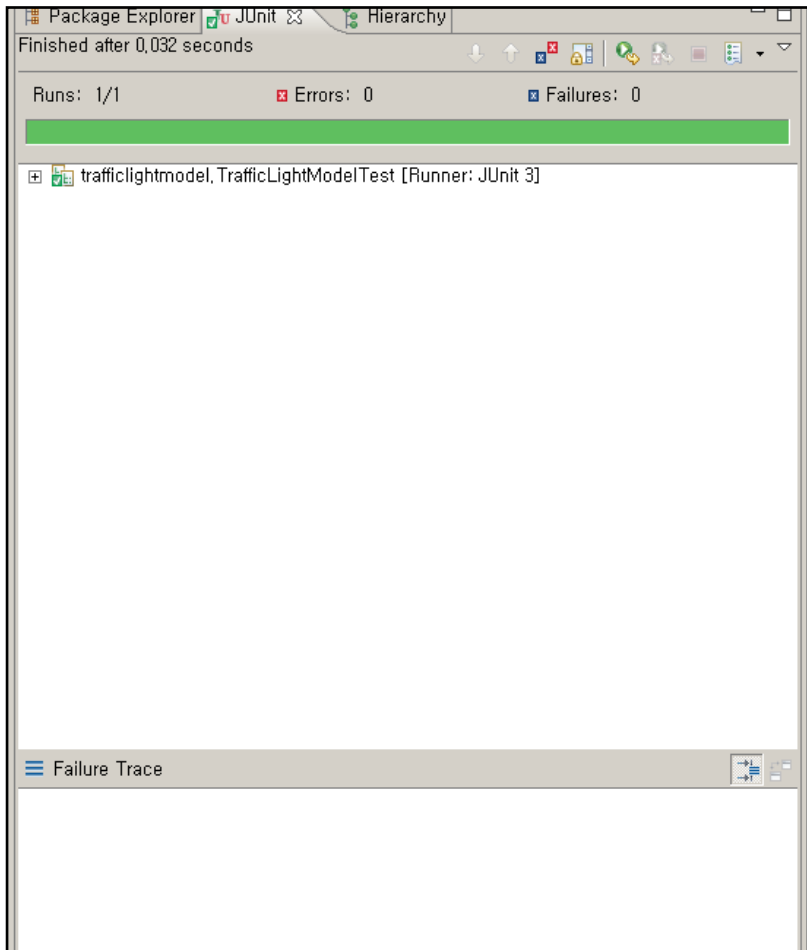 Package Explorer JUnit Hierarchy
Finished after 0,032 seconds
Runs: 1/1 Errors: 0 Failures: 0
trafficlightmodel,TrafficLightModelTest [Runner: JUnit 3]
Failure Trace